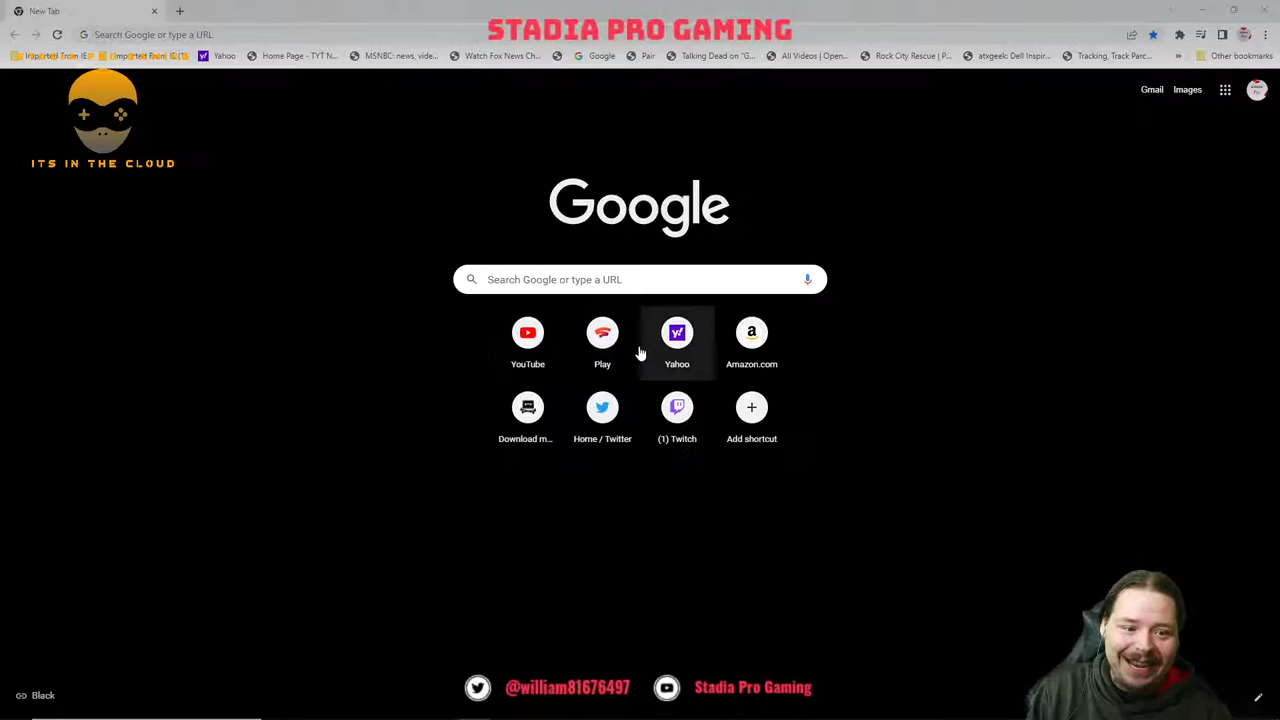 New Tab
STADIA PRO GAMING
Search Google or type a URL
Yahoo
Home Page - TYT N...
MSNBC: news, vide...
Watch Fox News Ch...
Google
Pair
Talking Dead on "G...
All Videos | Open...
Rock City Rescue | P...
atxgeek: Dell Inspir...
Tracking, Track Parc...
»
Other bookmarks
Gmail
Images
ITS IN THE CLOUD
Google
Search Google or type a URL
YouTube
Play
Yahoo
Amazon.com
Download m...
Home / Twitter
(1) Twitch
Add shortcut
Black
@william81676497
Stadia Pro Gaming